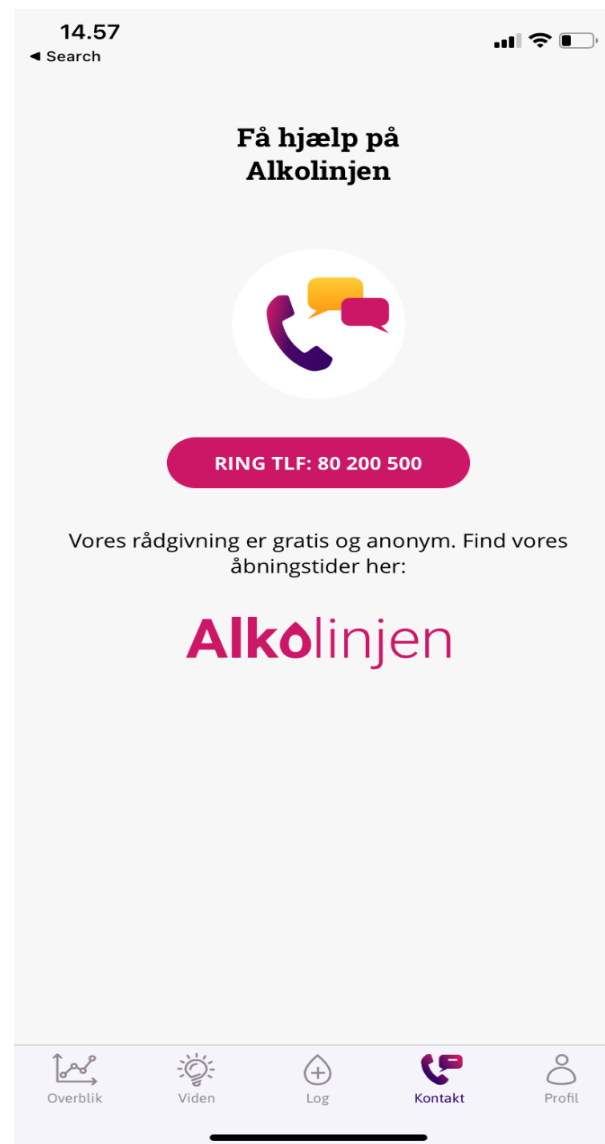 14.57
◀ Search
Få hjælp på
Alkolinjen
RING TLF: 80 200 500
Vores rådgivning er gratis og anonym. Find vores
åbningstider her:
Alkolinjen
Overblik
Viden
Log
Kontakt
Profil